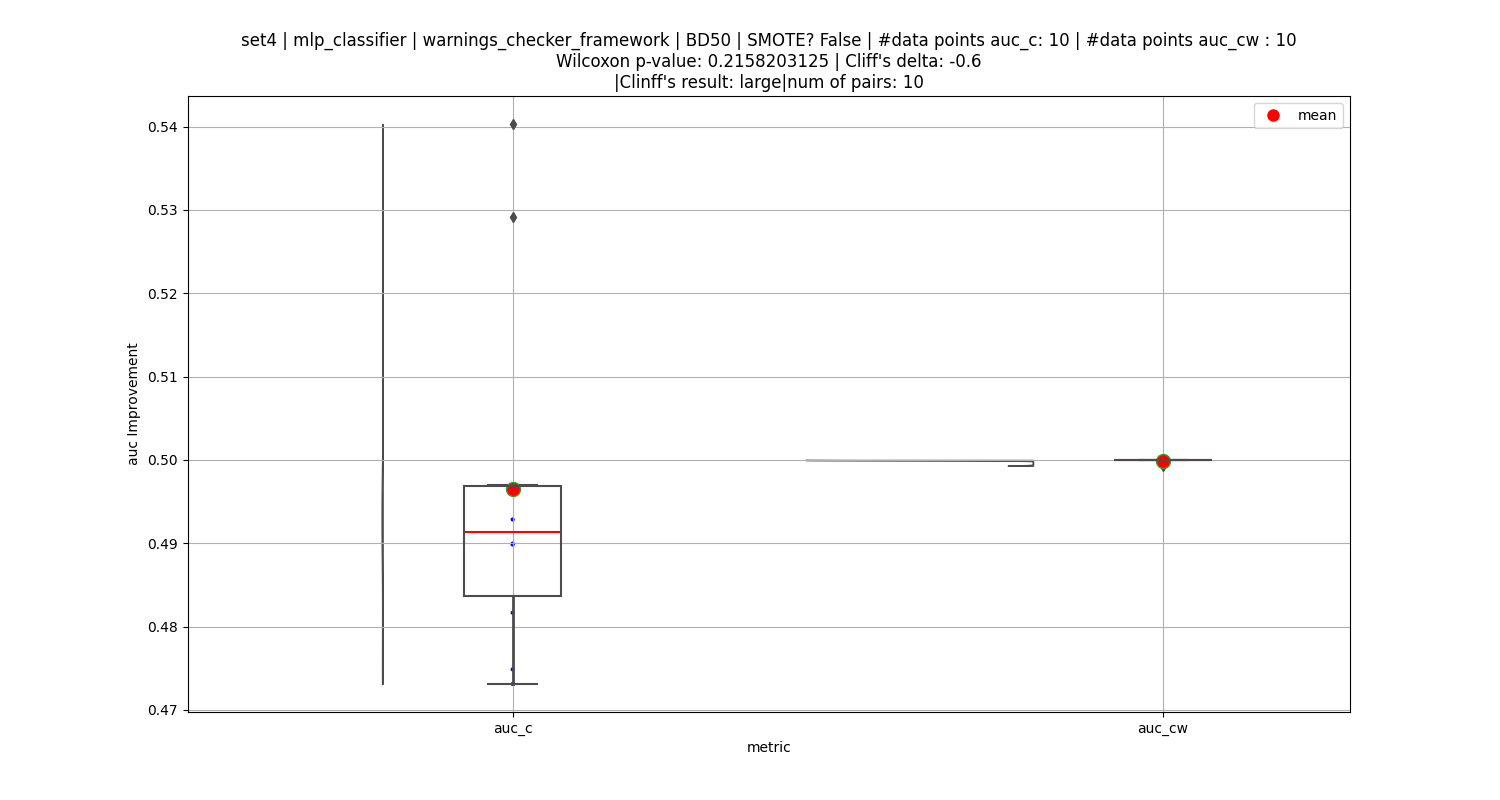 set4 | mlp_classifier | warnings_checker_framework | BD50 | SMOTE? False | #data points auc_c: 10 | #data points auc_cw : 10
Wilcoxon p-value: 0.2158203125 | Cliff's delta: -0.6
|Clinff's result: large|num of pairs: 10
mean
0.54
0.53
0.52
0.51
0.50
0.49
0.48
0.47
auc Improvement
auc_c
auc_cw
metric